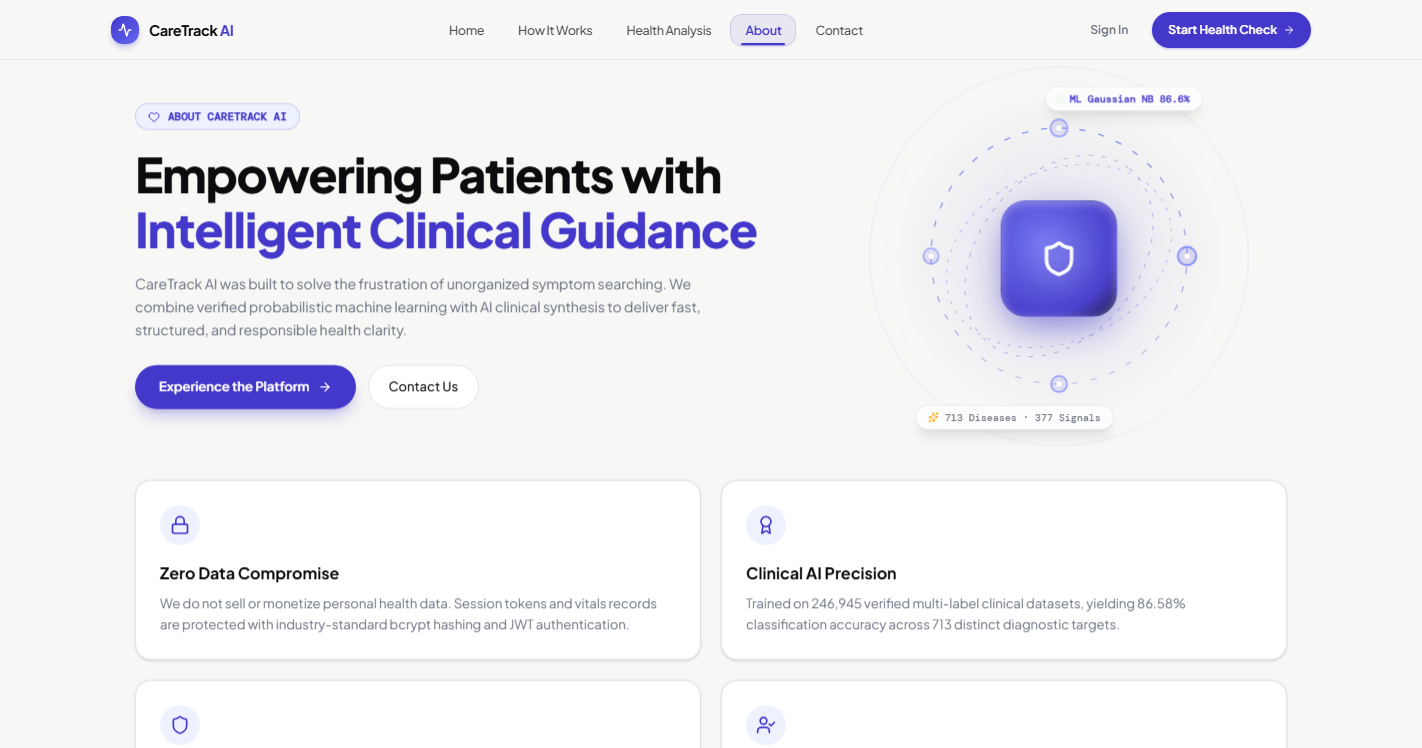 CareTrack AI
Home
How It Works
Health Analysis
About
Contact
Sign In
Start Health Check →
ABOUT CARETRACK AI
Empowering Patients with
Intelligent Clinical Guidance
CareTrack AI was built to solve the frustration of unorganized symptom searching. We
combine verified probabilistic machine learning with AI clinical synthesis to deliver fast,
structured, and responsible health clarity.
Experience the Platform →
Contact Us
ML Gaussian NB 86.6%
713 Diseases · 377 Signals
Zero Data Compromise
We do not sell or monetize personal health data. Session tokens and vitals records
are protected with industry-standard bcrypt hashing and JWT authentication.
Clinical AI Precision
Trained on 246,945 verified multi-label clinical datasets, yielding 86.58%
classification accuracy across 713 distinct diagnostic targets.